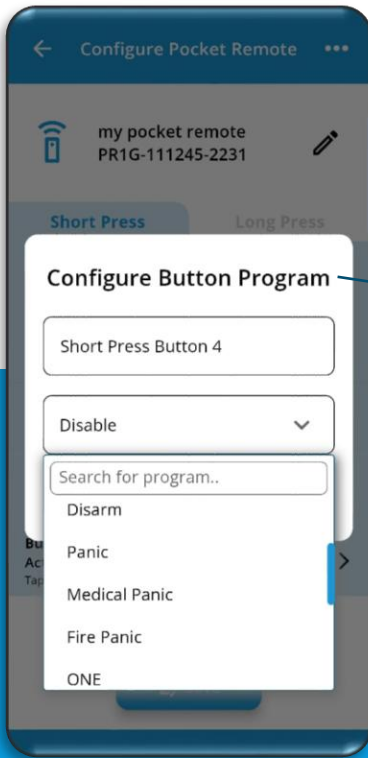 Configure Pocket Remote
my pocket remote
PR1G-111245-2231
Short Press
Long Press
Configure Button Program
Short Press Button 4
Disable
Search for program..
Disarm
Panic
Medical Panic
Fire Panic
ONE